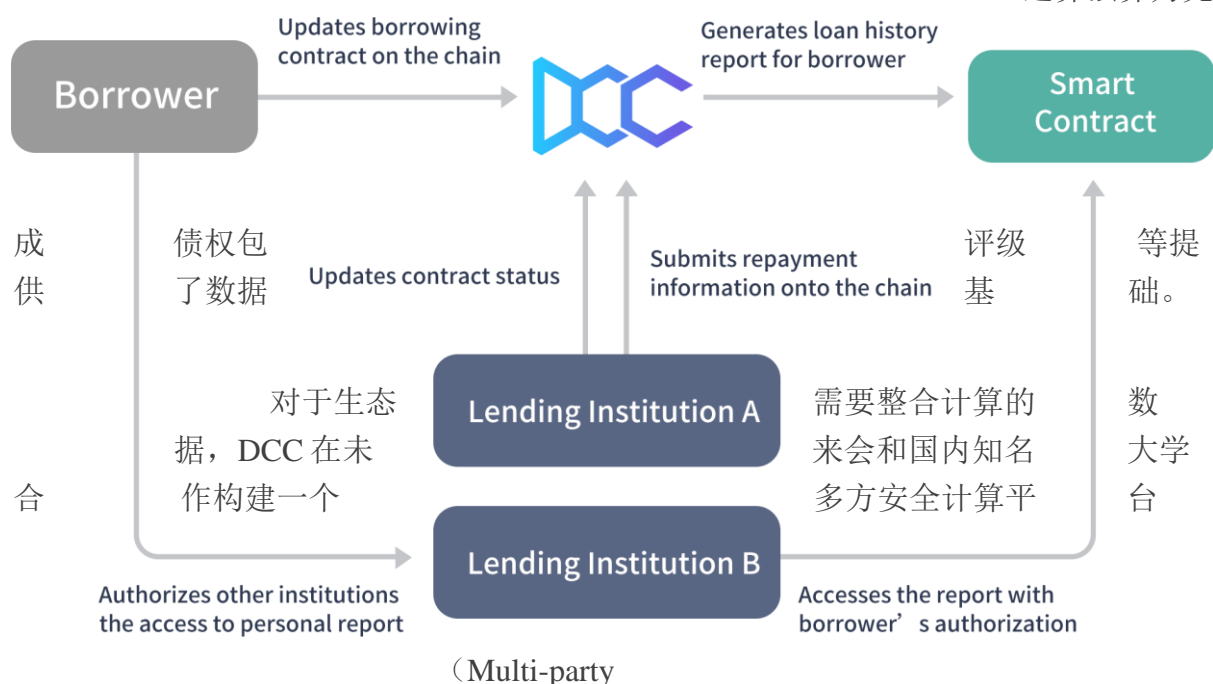 Updates borrowing
contract on the chain
Generates loan history
report for borrower
Borrower
DCC
Smart
Contract
成 债权包 评级 等提
供 了数据 基 础。
Updates contract status
Submits repayment
information onto the chain
对于生态 需要整合计算的 数
据，DCC 在未 来会和国内知名 大学
合 作构建一个 多方安全计算平 台
Lending Institution A
Lending Institution B
Authorizes other institutions
the access to personal report
Accesses the report with
borrower’s authorization
（Multi-party